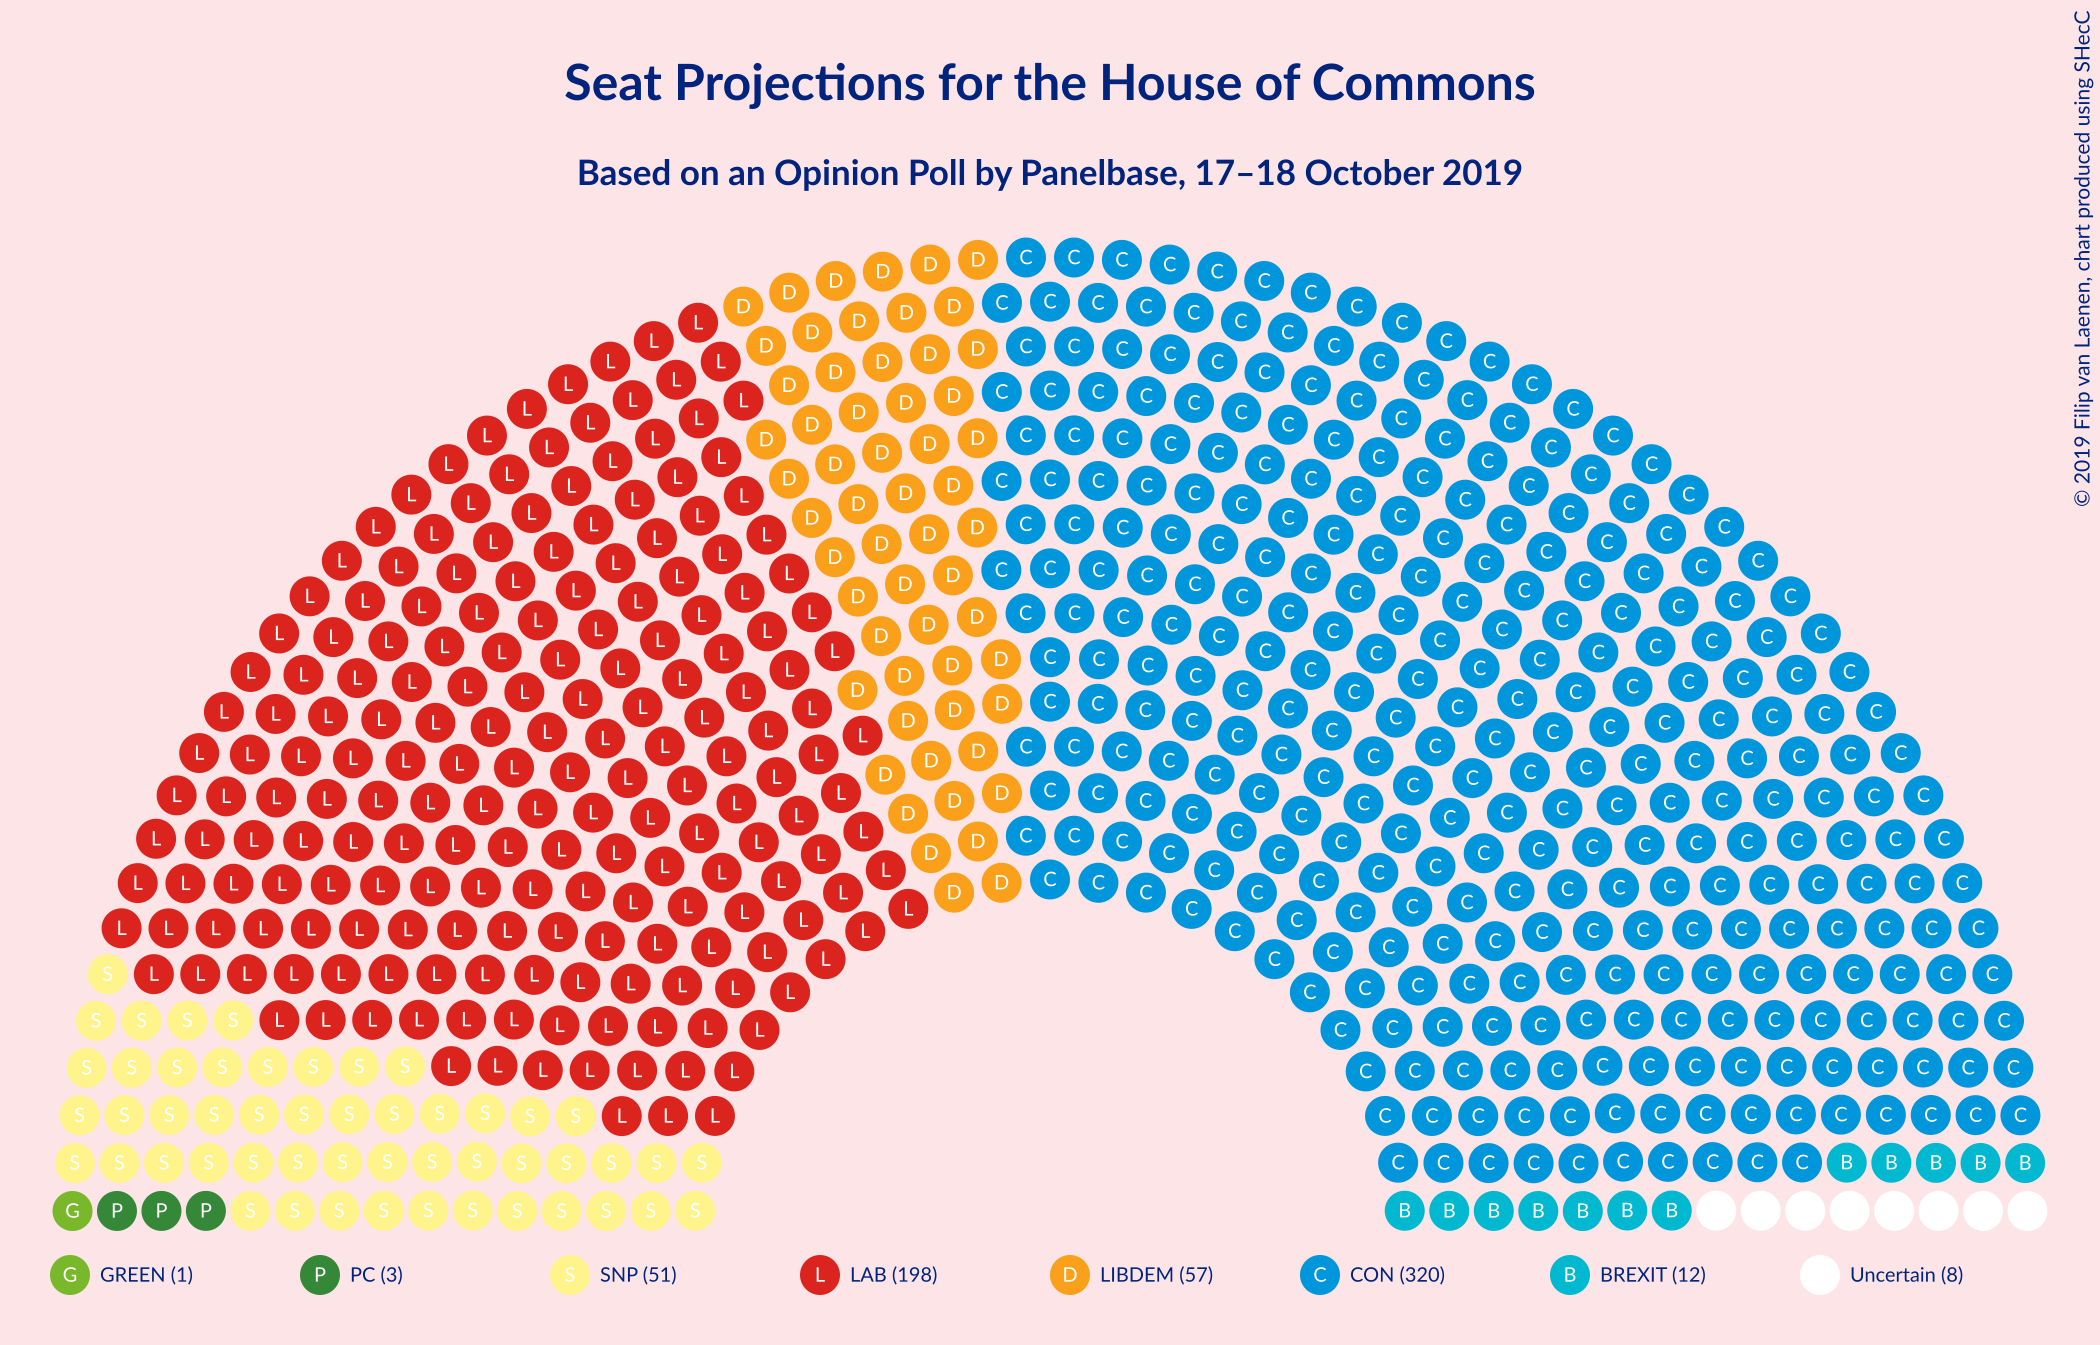 Seat Projections for the House of Commons
Based on an Opinion Poll by Panelbase, 17–18 October 2019
© 2019 Filip van Laenen, chart produced using SHecC
G GREEN (1)
P PC (3)
S SNP (51)
L LAB (198)
D LIBDEM (57)
C CON (320)
B BREXIT (12)
Uncertain (8)